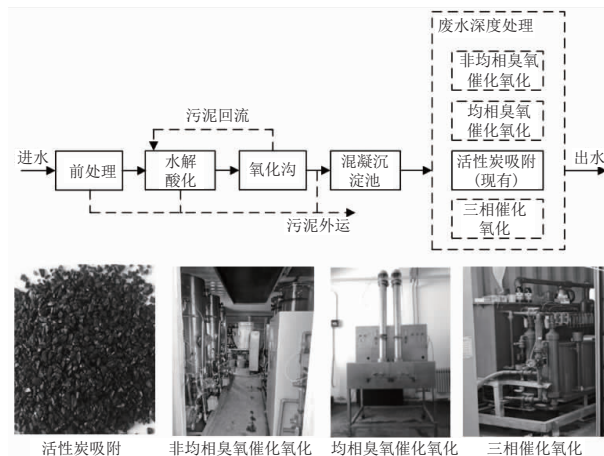 废水深度处理
非均相臭氧
催化氧化
均相臭氧
催化氧化
污泥回流
进水
前处理
水解
酸化
氧化沟
混凝沉
淀池
活性炭吸附
(现有)
出水
三相催化
氧化
污泥外运
活性炭吸附
非均相臭氧催化氧化
均相臭氧催化氧化
三相催化氧化